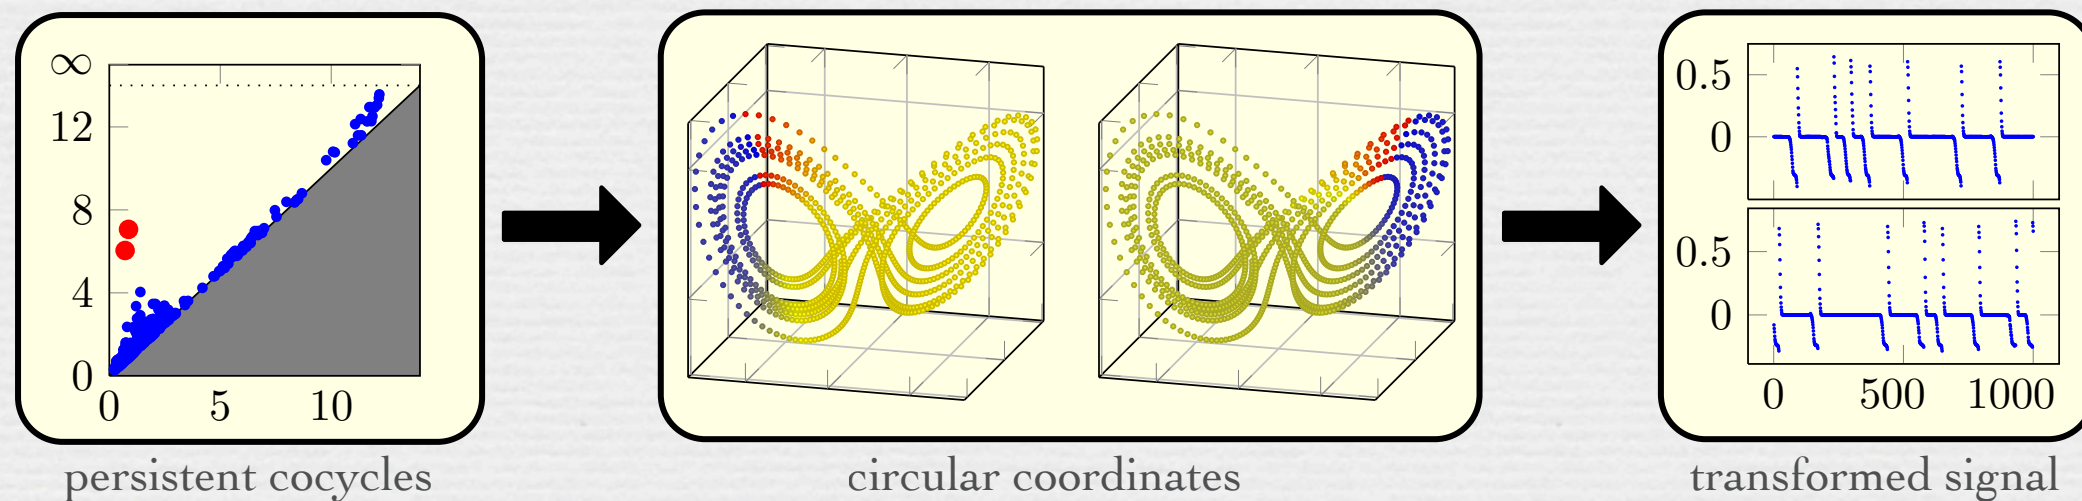 ∞
12
8
4
0
0 5 10
persistent cocycles
circular coordinates
0.5
0
0.5
0
0 500 1000
transformed signal